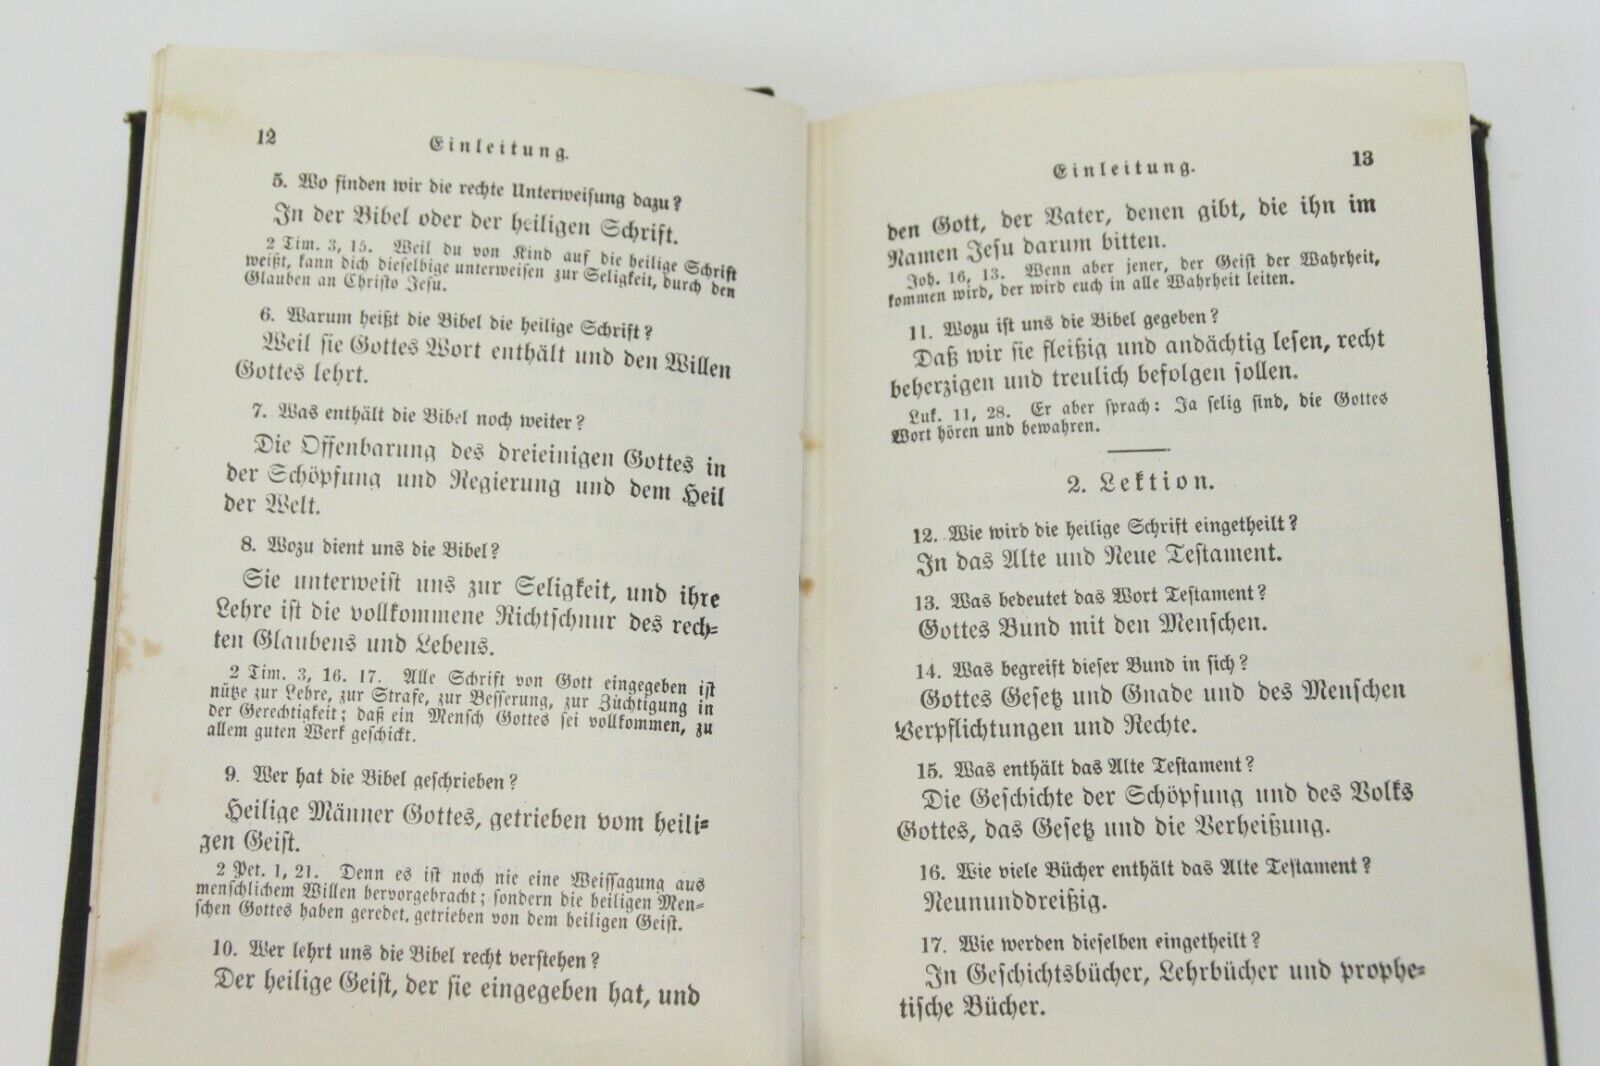 12
Einleitung.
5. Wo finden wir die rechte Unterweisung dazu?
In der Bibel oder der heiligen Schrift.
2 Tim. 3, 15. Weil du von Kind auf die heilige Schrift
weißt, kann dich dieselbige unterweisen zur Seligkeit, durch den
Glauben an Christo Jesu.
6. Warum heißt die Bibel die heilige Schrift?
Weil sie Gottes Wort enthält und den Willen
Gottes lehrt.
7. Was enthält die Bibel noch weiter?
Die Offenbarung des dreieinigen Gottes in
der Schöpfung und Regierung und dem Heil
der Welt.
8. Wozu dient uns die Bibel?
Sie unterweist uns zur Seligkeit, und ihre
Lehre ist die vollkommene Richtschnur des rech-
ten Glaubens und Lebens.
2 Tim. 3, 16. 17. Alle Schrift von Gott eingegeben ist
nütze zur Lehre, zur Strafe, zur Besserung, zur Züchtigung in
der Gerechtigkeit; daß ein Mensch Gottes sei vollkommen, zu
allem guten Werk geschickt.
9. Wer hat die Bibel geschrieben?
Heilige Männer Gottes, getrieben vom heili-
gen Geist.
2 Pet. 1, 21. Denn es ist noch nie eine Weissagung aus
menschlichem Willen hervorgebracht; sondern die heiligen Men-
schen Gottes haben geredet, getrieben von dem heiligen Geist.
10. Wer lehrt uns die Bibel recht verstehen?
Der heilige Geist, der sie eingegeben hat, und
Einleitung.
13
den Gott, der Vater, denen gibt, die ihn im
Namen Jesu darum bitten.
Joh. 16, 13. Wenn aber jener, der Geist der Wahrheit,
kommen wird, der wird euch in alle Wahrheit leiten.
11. Wozu ist uns die Bibel gegeben?
Daß wir sie fleißig und andächtig lesen, recht
beherzigen und treulich befolgen sollen.
Luk. 11, 28. Er aber sprach: Ja selig sind, die Gottes
Wort hören und bewahren.
2. Lektion.
12. Wie wird die heilige Schrift eingetheilt?
In das Alte und Neue Testament.
13. Was bedeutet das Wort Testament?
Gottes Bund mit den Menschen.
14. Was begreift dieser Bund in sich?
Gottes Gesetz und Gnade und des Menschen
Verpflichtungen und Rechte.
15. Was enthält das Alte Testament?
Die Geschichte der Schöpfung und des Volks
Gottes, das Gesetz und die Verheißung.
16. Wie viele Bücher enthält das Alte Testament?
Neununddreißig.
17. Wie werden dieselben eingetheilt?
In Geschichtsbücher, Lehrbücher und prophe-
tische Bücher.